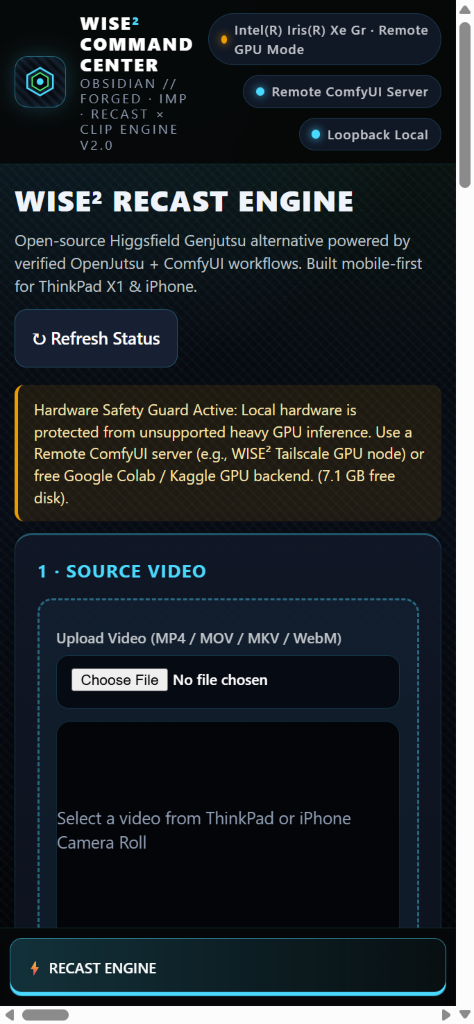 WISE²
COMMAND
CENTER
OBSIDIAN //
FORGED · IMP
· RECAST ×
CLIP ENGINE
V2.0
Intel(R) Iris(R) Xe Gr · Remote
GPU Mode
Remote ComfyUI Server
Loopback Local
WISE² RECAST ENGINE
Open-source Higgsfield Genjutsu alternative powered by
verified OpenJutsu + ComfyUI workflows. Built mobile-first
for ThinkPad X1 & iPhone.
↻ Refresh Status
Hardware Safety Guard Active: Local hardware is
protected from unsupported heavy GPU inference. Use a
Remote ComfyUI server (e.g., WISE² Tailscale GPU node) or
free Google Colab / Kaggle GPU backend. (7.1 GB free
disk).
1 · SOURCE VIDEO
Upload Video (MP4 / MOV / MKV / WebM)
Choose File No file chosen
Select a video from ThinkPad or iPhone
Camera Roll
⚡ RECAST ENGINE